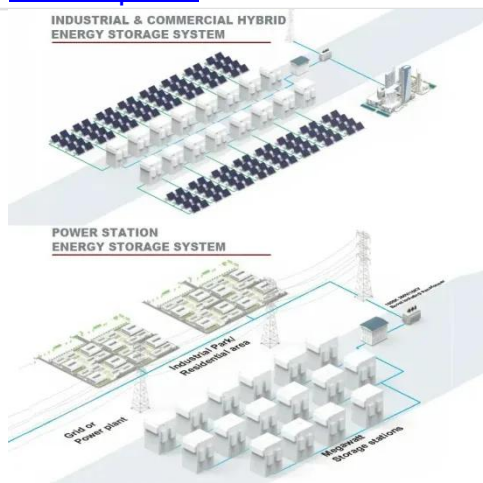 INDUSTRIAL & COMMERCIAL HYBRID
ENERGY STORAGE SYSTEM
POWER STATION
ENERGY STORAGE SYSTEM
Industrial Park/
Residential area
Grid or
Power plant
Megawatt
Storage stations